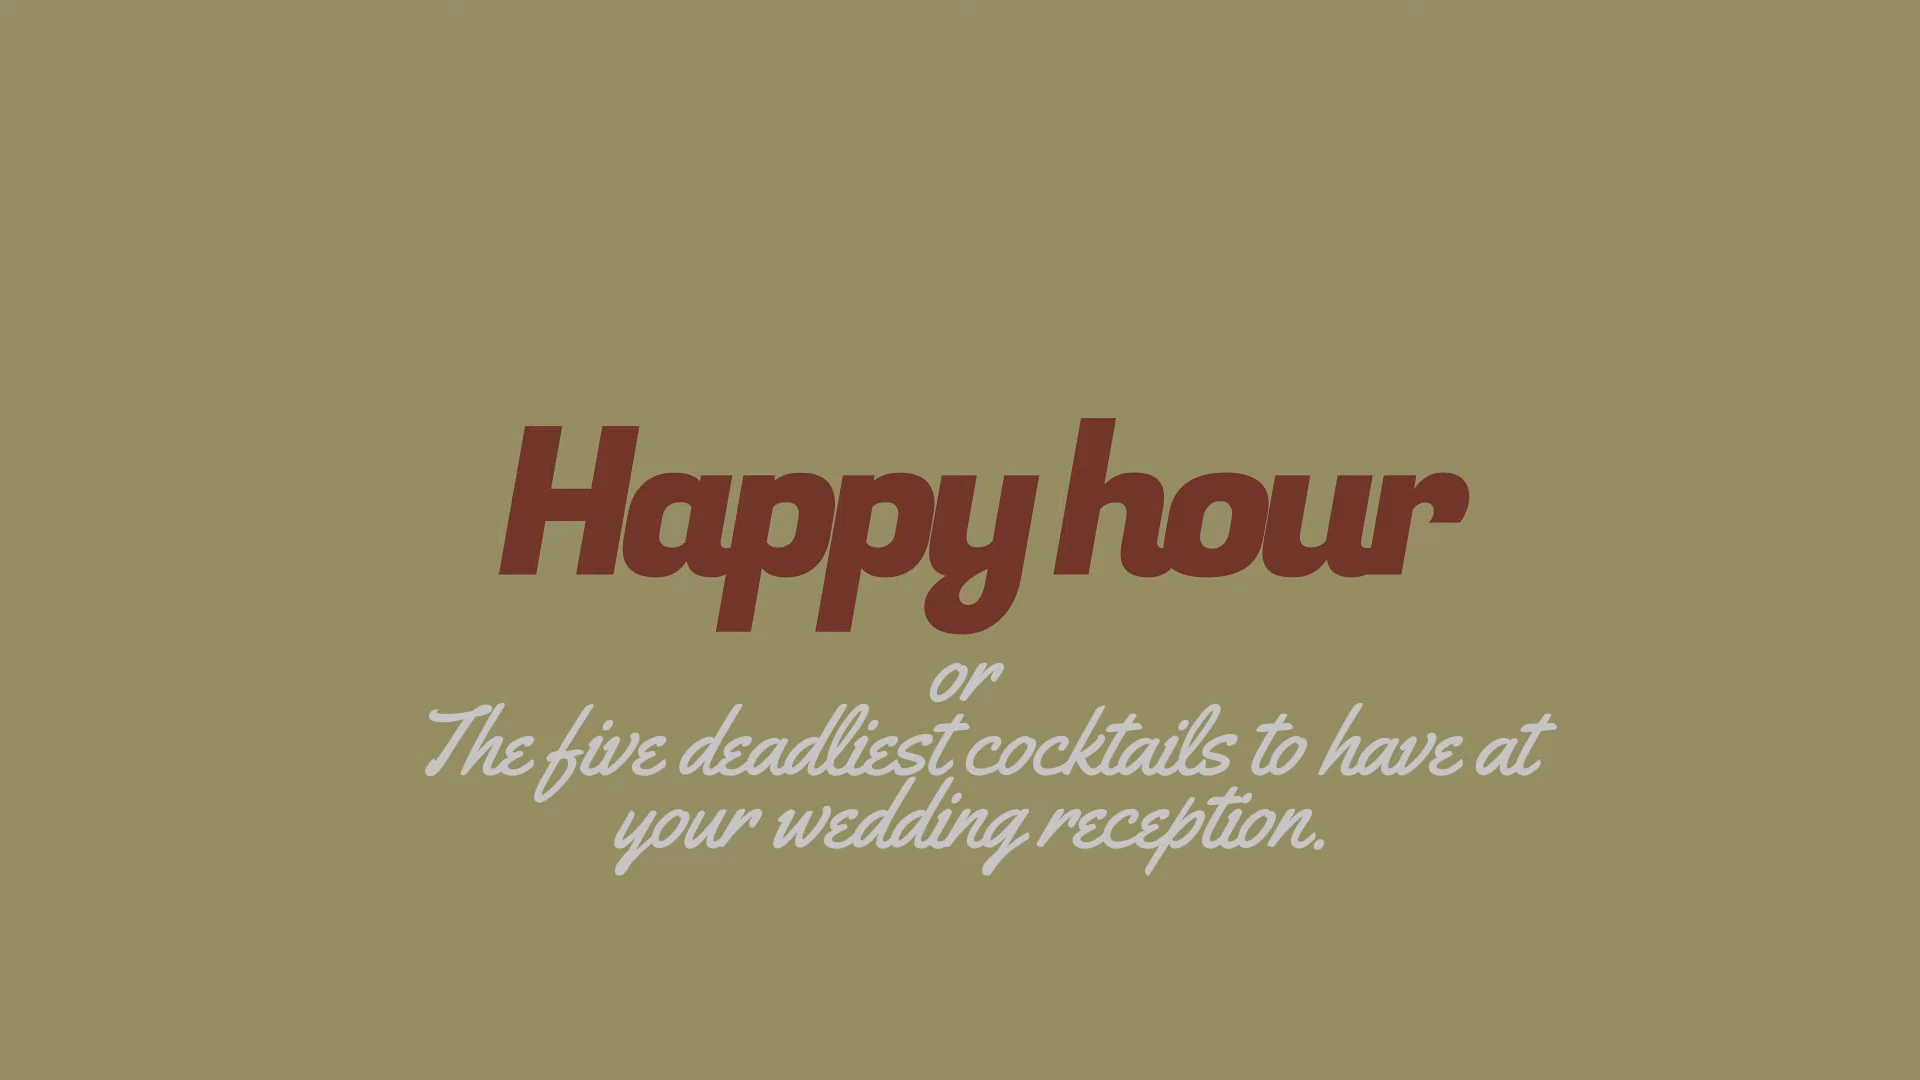 Happy hour
or
The five deadliest cocktails to have at
your wedding reception.